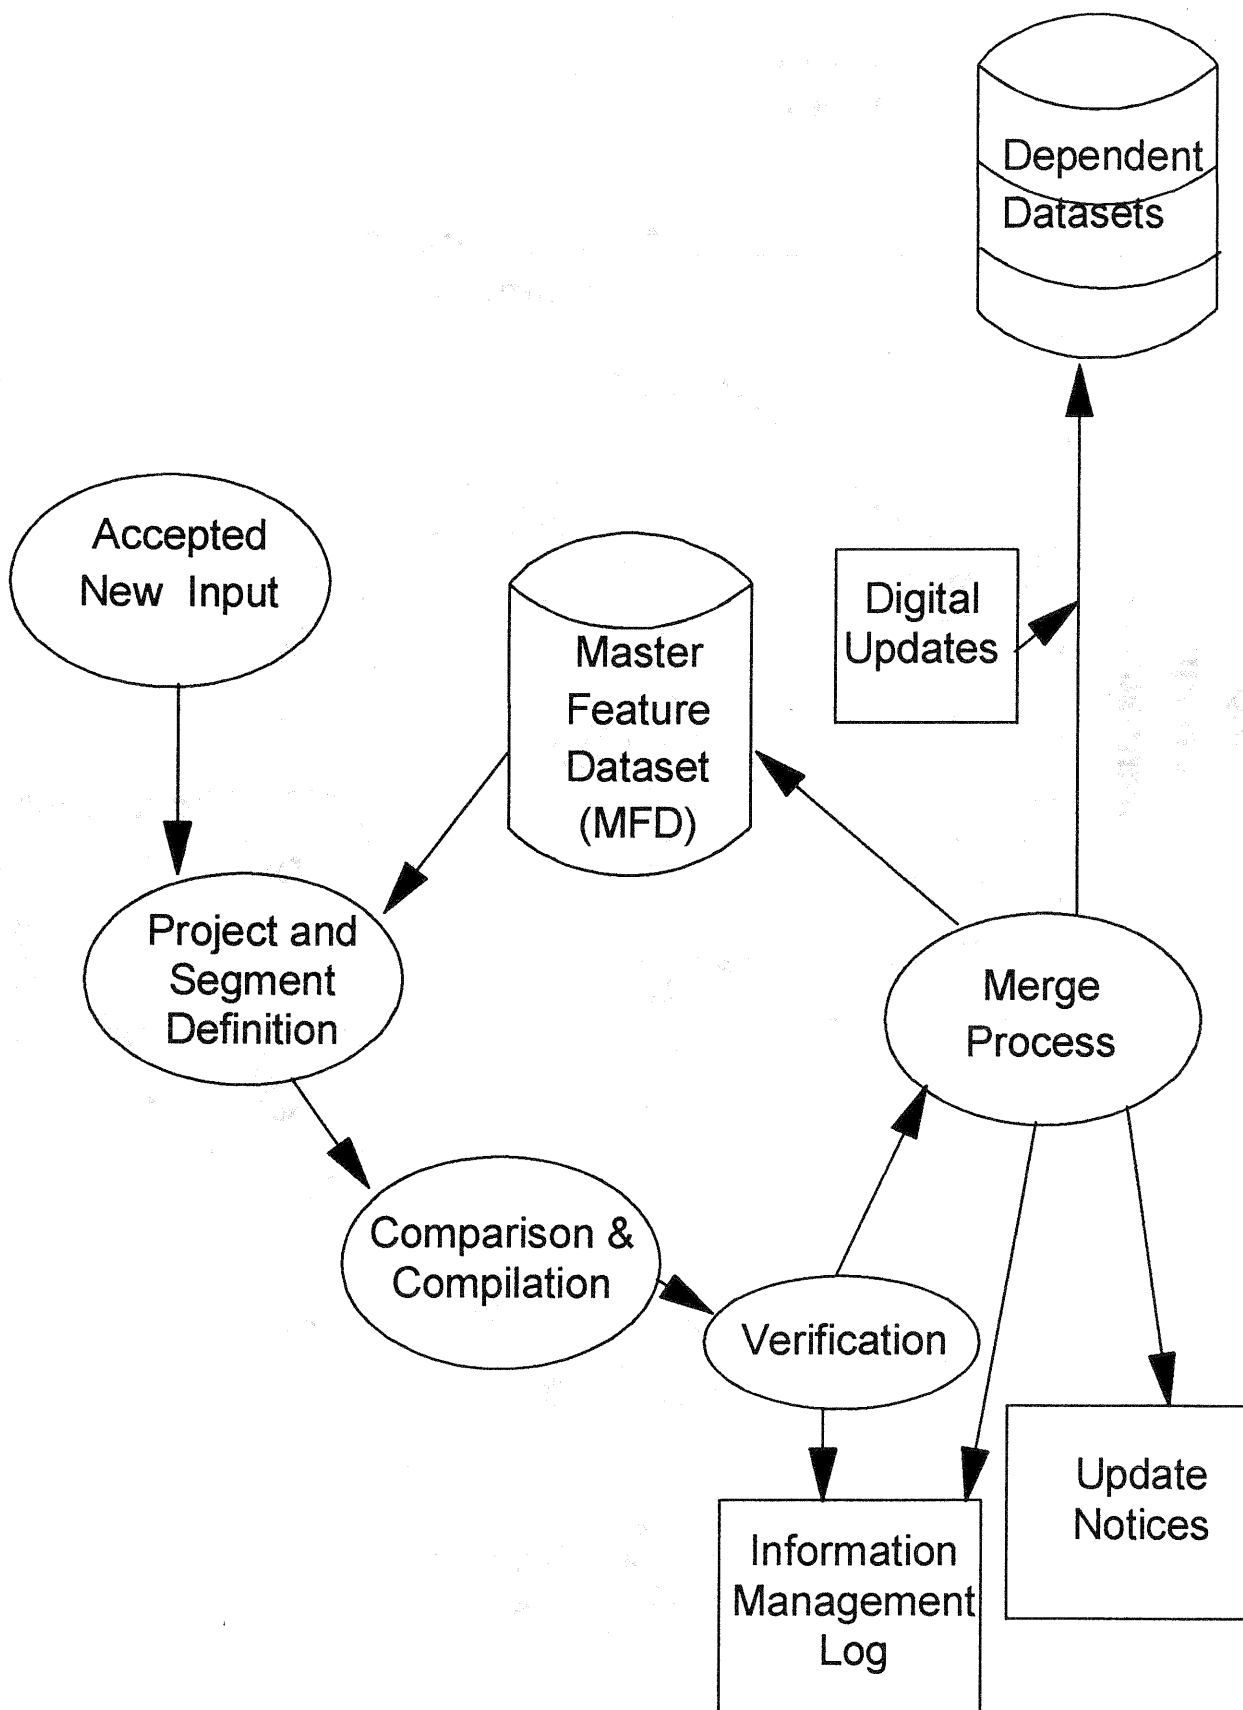 Dependent
Datasets
Accepted
New Input
Digital
Updates
Master
Feature
Dataset
(MFD)
Project and
Segment
Definition
Merge
Process
Comparison &
Compilation
Verification
Update
Notices
Information
Management
Log